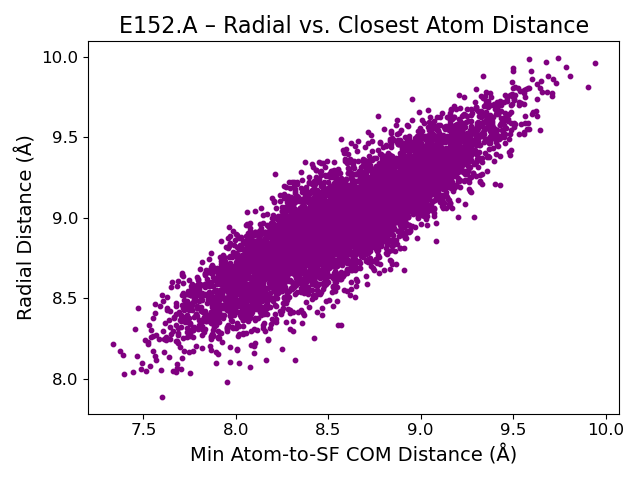 E152.A – Radial vs. Closest Atom Distance
10.0
9.5
9.0
8.5
8.0
Radial Distance (Å)
7.5 8.0 8.5 9.0 9.5 10.0
Min Atom-to-SF COM Distance (Å)